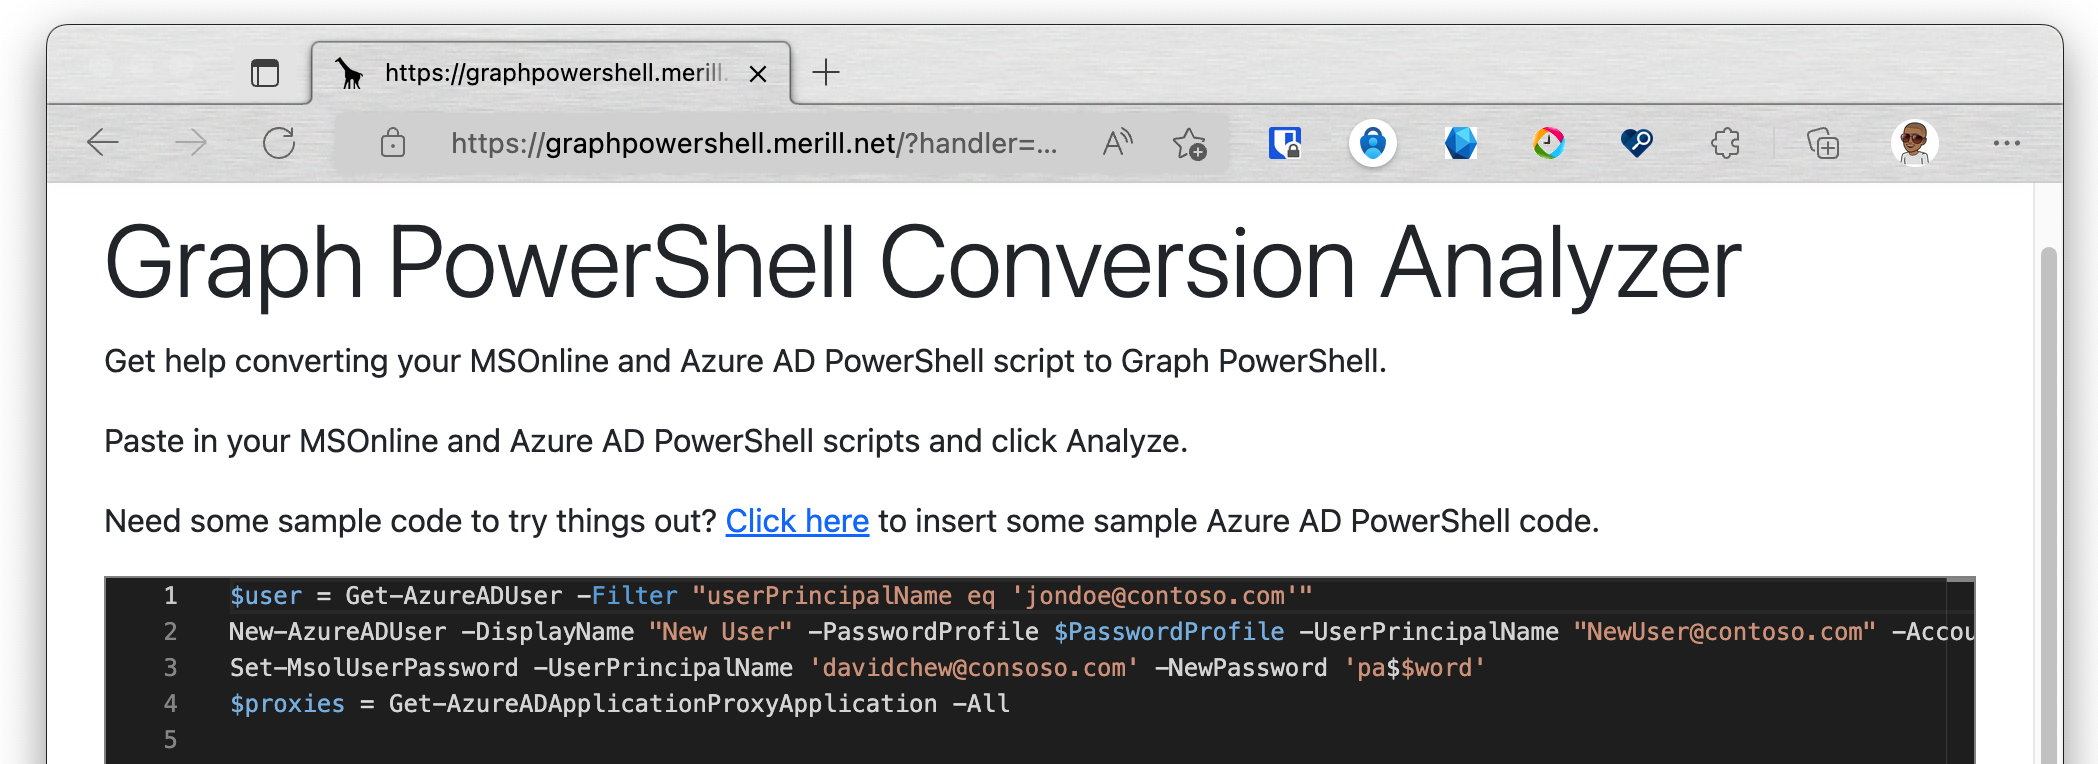 https://graphpowershell.merill.
https://graphpowershell.merill.net/?handler=...
Graph PowerShell Conversion Analyzer
Get help converting your MSOnline and Azure AD PowerShell script to Graph PowerShell.
Paste in your MSOnline and Azure AD PowerShell scripts and click Analyze.
Need some sample code to try things out? Click here to insert some sample Azure AD PowerShell code.
1 $user = Get-AzureADUser -Filter "userPrincipalName eq 'jondoe@contoso.com'"
2 New-AzureADUser -DisplayName "New User" -PasswordProfile $PasswordProfile -UserPrincipalName "NewUser@contoso.com" -Accou
3 Set-MsolUserPassword -UserPrincipalName 'davidchew@consoso.com' -NewPassword 'pa$$word'
4 $proxies = Get-AzureADApplicationProxyApplication -All
5